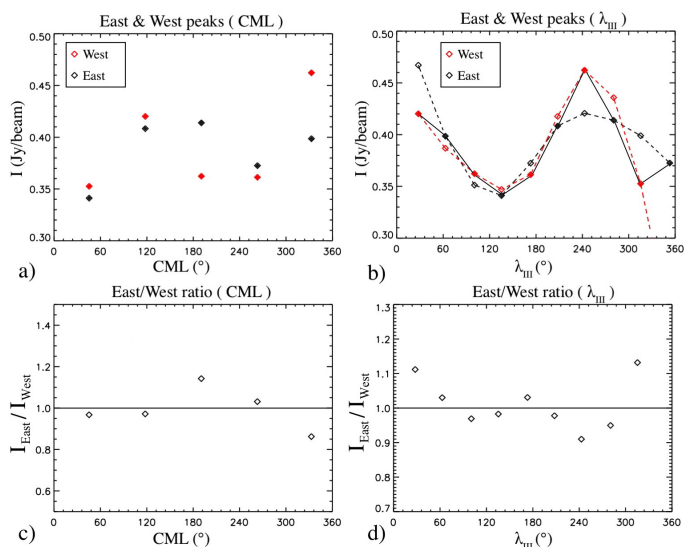 East & West peaks ( CML )
I (Jy/beam)
0.50
0.45
0.40
0.35
0.30
West
East
0 60 120 180 240 300 360
CML (°)
a)
East & West peaks ( λIII )
I (Jy/beam)
0.50
0.45
0.40
0.35
0.30
West
East
0 60 120 180 240 300 360
λIII (°)
b)
East/West ratio ( CML )
IEast / IWest
1.4
1.2
1.0
0.8
0.6
0 60 120 180 240 300 360
CML (°)
c)
East/West ratio ( λIII )
IEast / IWest
1.3
1.2
1.1
1.0
0.9
0.8
0.7
0 60 120 180 240 300 360
λIII (°)
d)